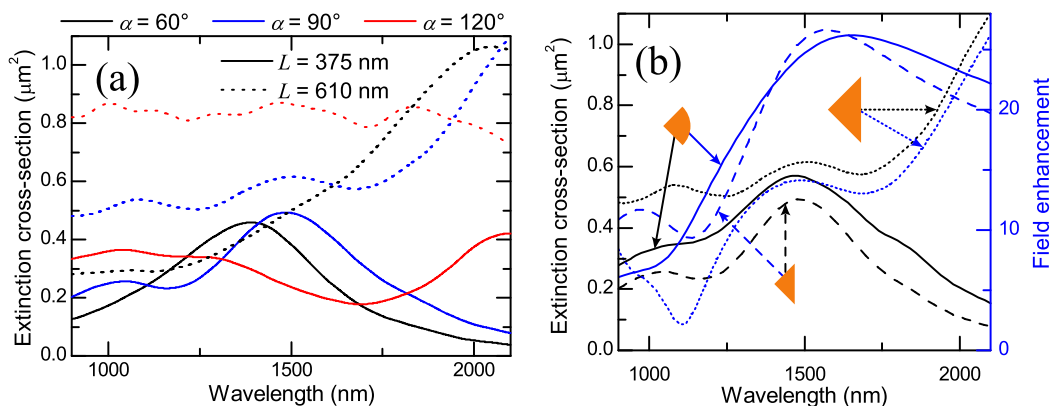 α = 60° α = 90° α = 120°
(a)
L = 375 nm
L = 610 nm
Extinction cross-section (μm²)
1.0
0.8
0.6
0.4
0.2
0.0
1000 1500 2000
Wavelength (nm)
(b)
Extinction cross-section (μm²)
1.0
0.8
0.6
0.4
0.2
0.0
1000 1500 2000
Wavelength (nm)
20
10
0
Field enhancement